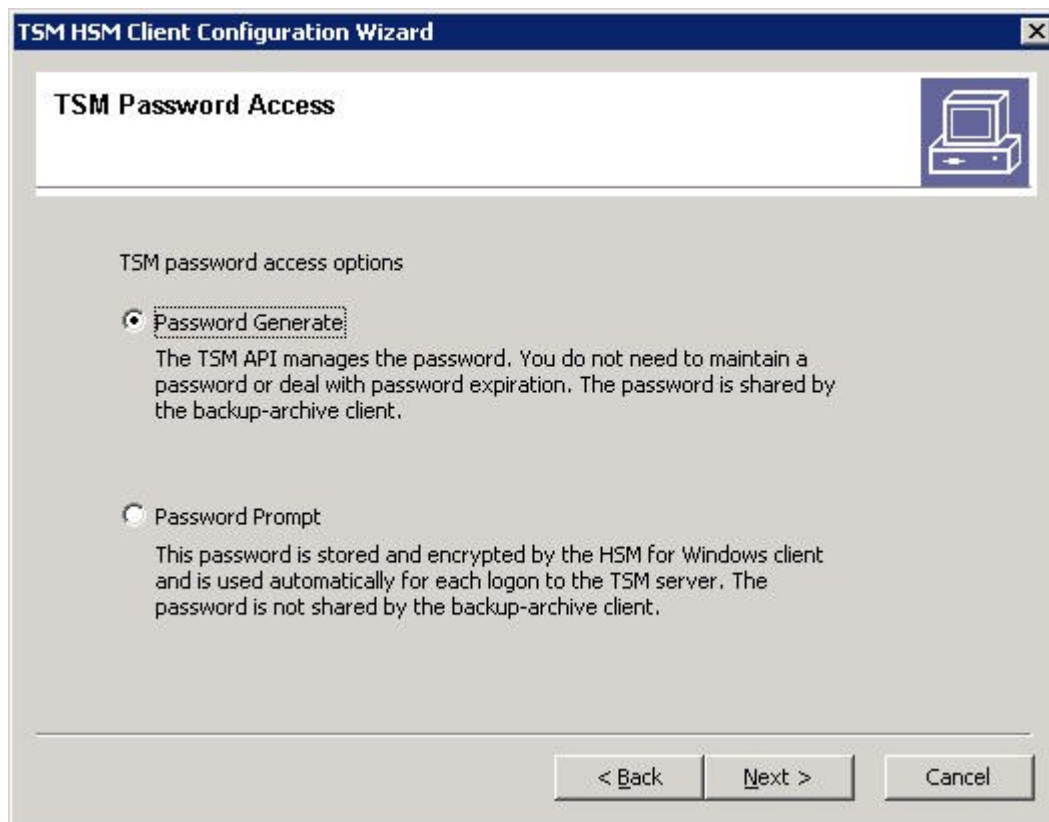 TSM HSM Client Configuration Wizard
TSM Password Access
TSM password access options
Password Generate
The TSM API manages the password. You do not need to maintain a
password or deal with password expiration. The password is shared by
the backup-archive client.
Password Prompt
This password is stored and encrypted by the HSM for Windows client
and is used automatically for each logon to the TSM server. The
password is not shared by the backup-archive client.
< Back Next > Cancel